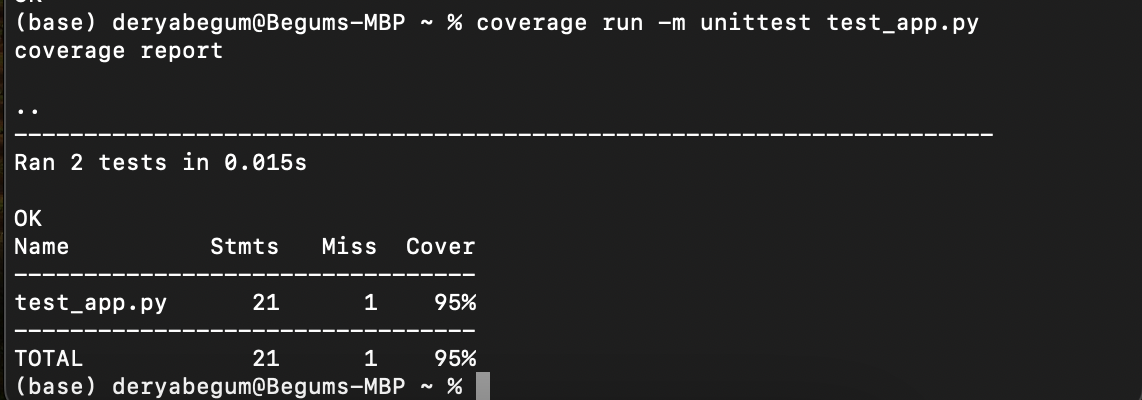 OK
(base) deryabegum@Begums-MBP ~ % coverage run -m unittest test_app.py
coverage report
..
----------------------------------------------------------------------
Ran 2 tests in 0.015s
OK
Name              Stmts   Miss  Cover
---------------------------------
test_app.py      21      1    95%
---------------------------------
TOTAL            21      1    95%
(base) deryabegum@Begums-MBP ~ %